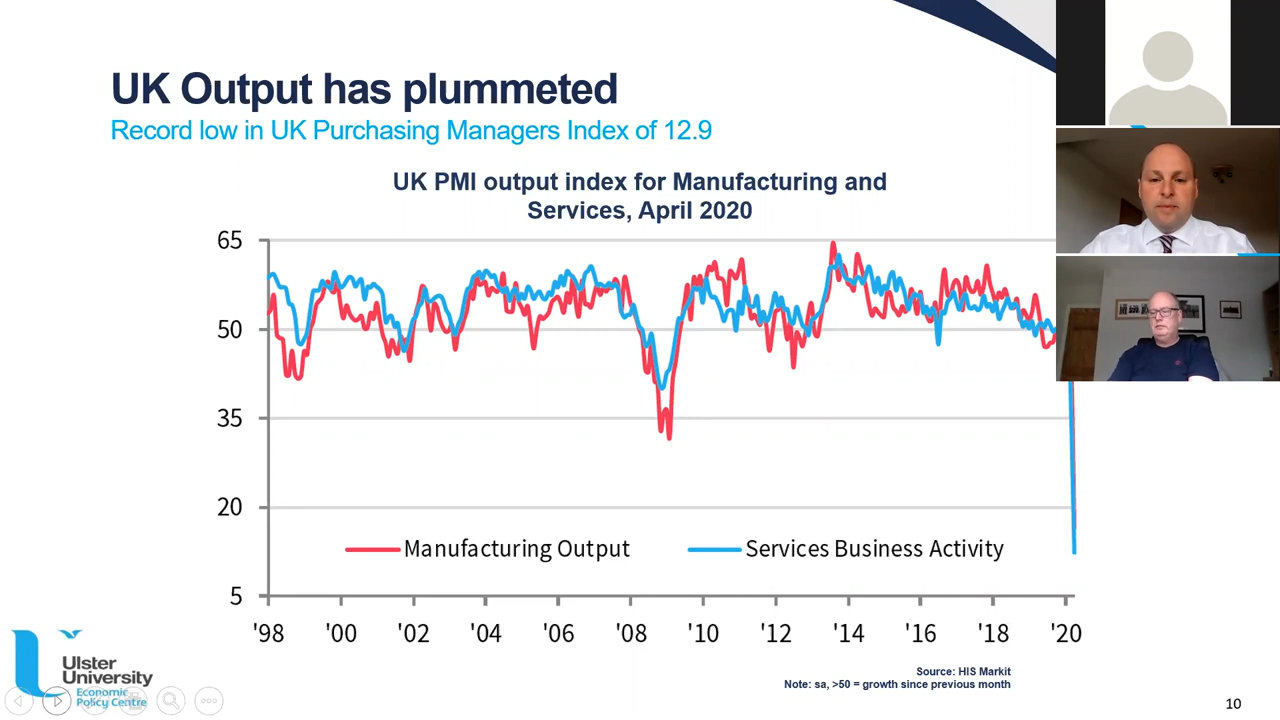 UK Output has plummeted
Record low in UK Purchasing Managers Index of 12.9
UK PMI output index for Manufacturing and
Services, April 2020
65
50
35
20
5
Manufacturing Output
Services Business Activity
'98 '00 '02 '04 '06 '08 '10 '12 '14 '16 '18 '20
Source: HIS Markit
Note: sa, >50 = growth since previous month
Ulster
University
Economic
Policy Centre
10